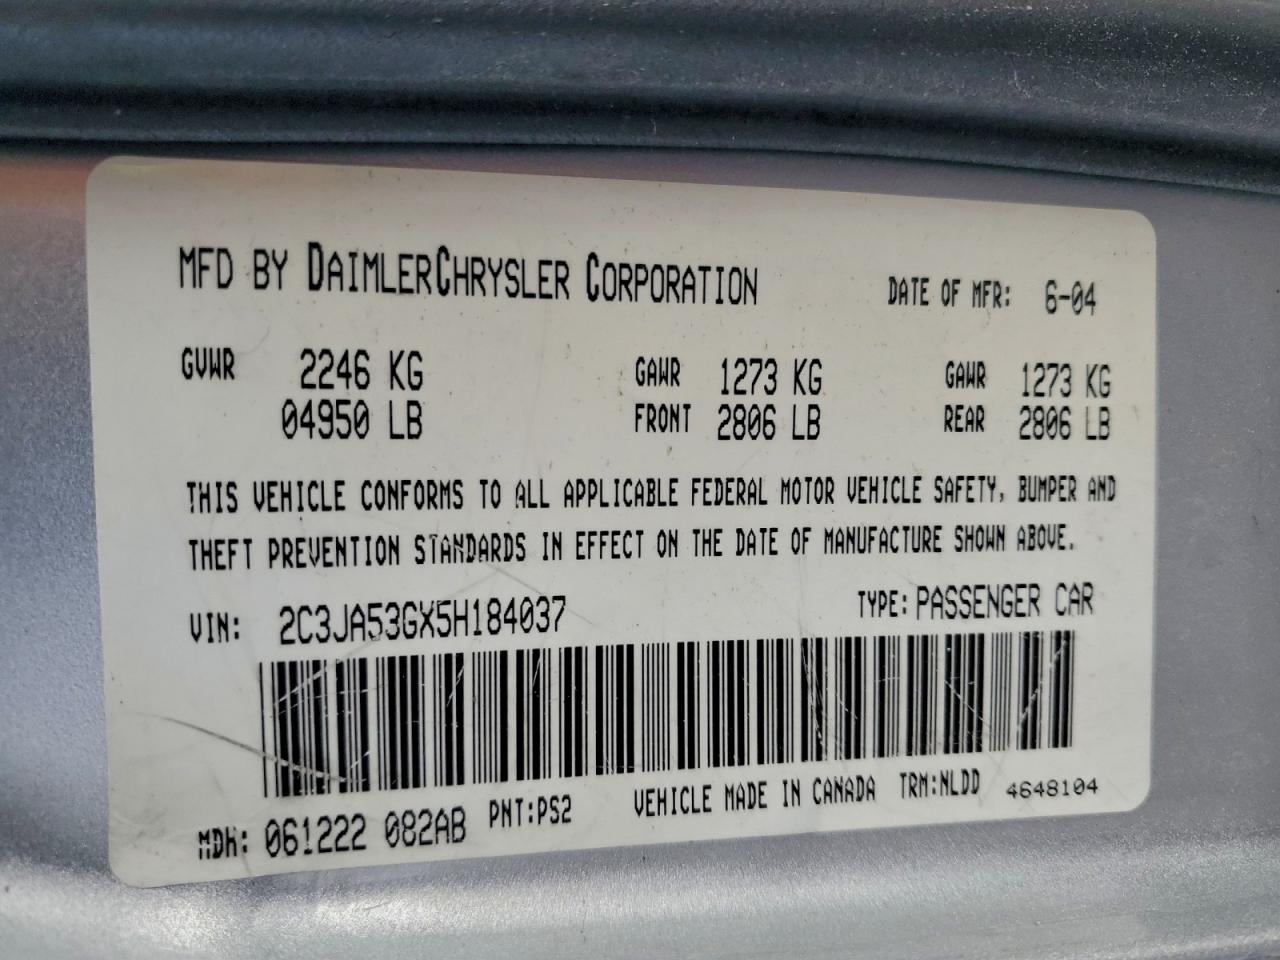 MFD BY DAIMLERCHRYSLER CORPORATION DATE OF MFR: 6-04
GVWR 2246 KG GAWR 1273 KG GAWR 1273 KG
04950 LB FRONT 2806 LB REAR 2806 LB
THIS VEHICLE CONFORMS TO ALL APPLICABLE FEDERAL MOTOR VEHICLE SAFETY, BUMPER AND
THEFT PREVENTION STANDARDS IN EFFECT ON THE DATE OF MANUFACTURE SHOWN ABOVE.
VIN: 2C3JA53GX5H184037 TYPE: PASSENGER CAR
MDH: 061222 082AB PNT:PS2 VEHICLE MADE IN CANADA TRM:NLDD 4648104